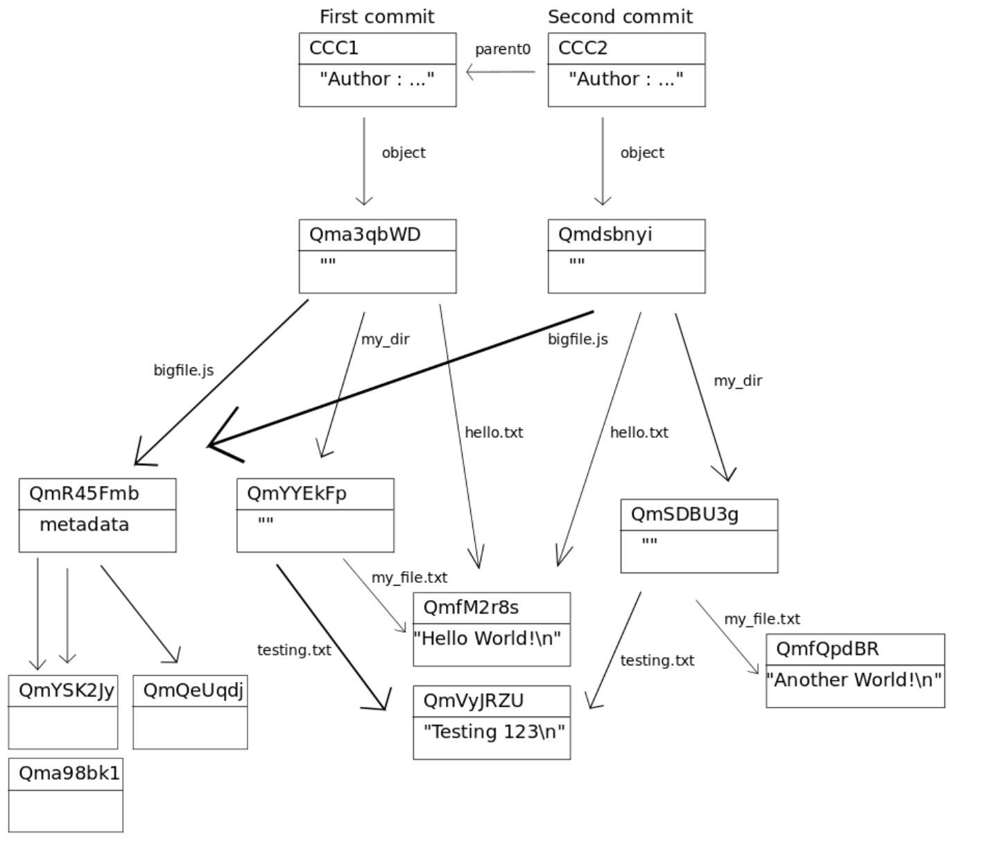 First commit
Second commit
CCC1
parent0
CCC2
"Author : ..."
"Author : ..."
object
object
Qma3qbWD
Qmdsbnyi
""
""
my_dir
bigfile.js
bigfile.js
my_dir
hello.txt
hello.txt
QmR45Fmb
QmYYEkFp
QmSDBU3g
metadata
""
""
my_file.txt
QmfM2r8s
my_file.txt
"Hello World!\n"
testing.txt
QmfQpdBR
testing.txt
"Another World!\n"
QmYSK2Jy
QmQeUqdj
QmVyJRZU
"Testing 123\n"
Qma98bk1